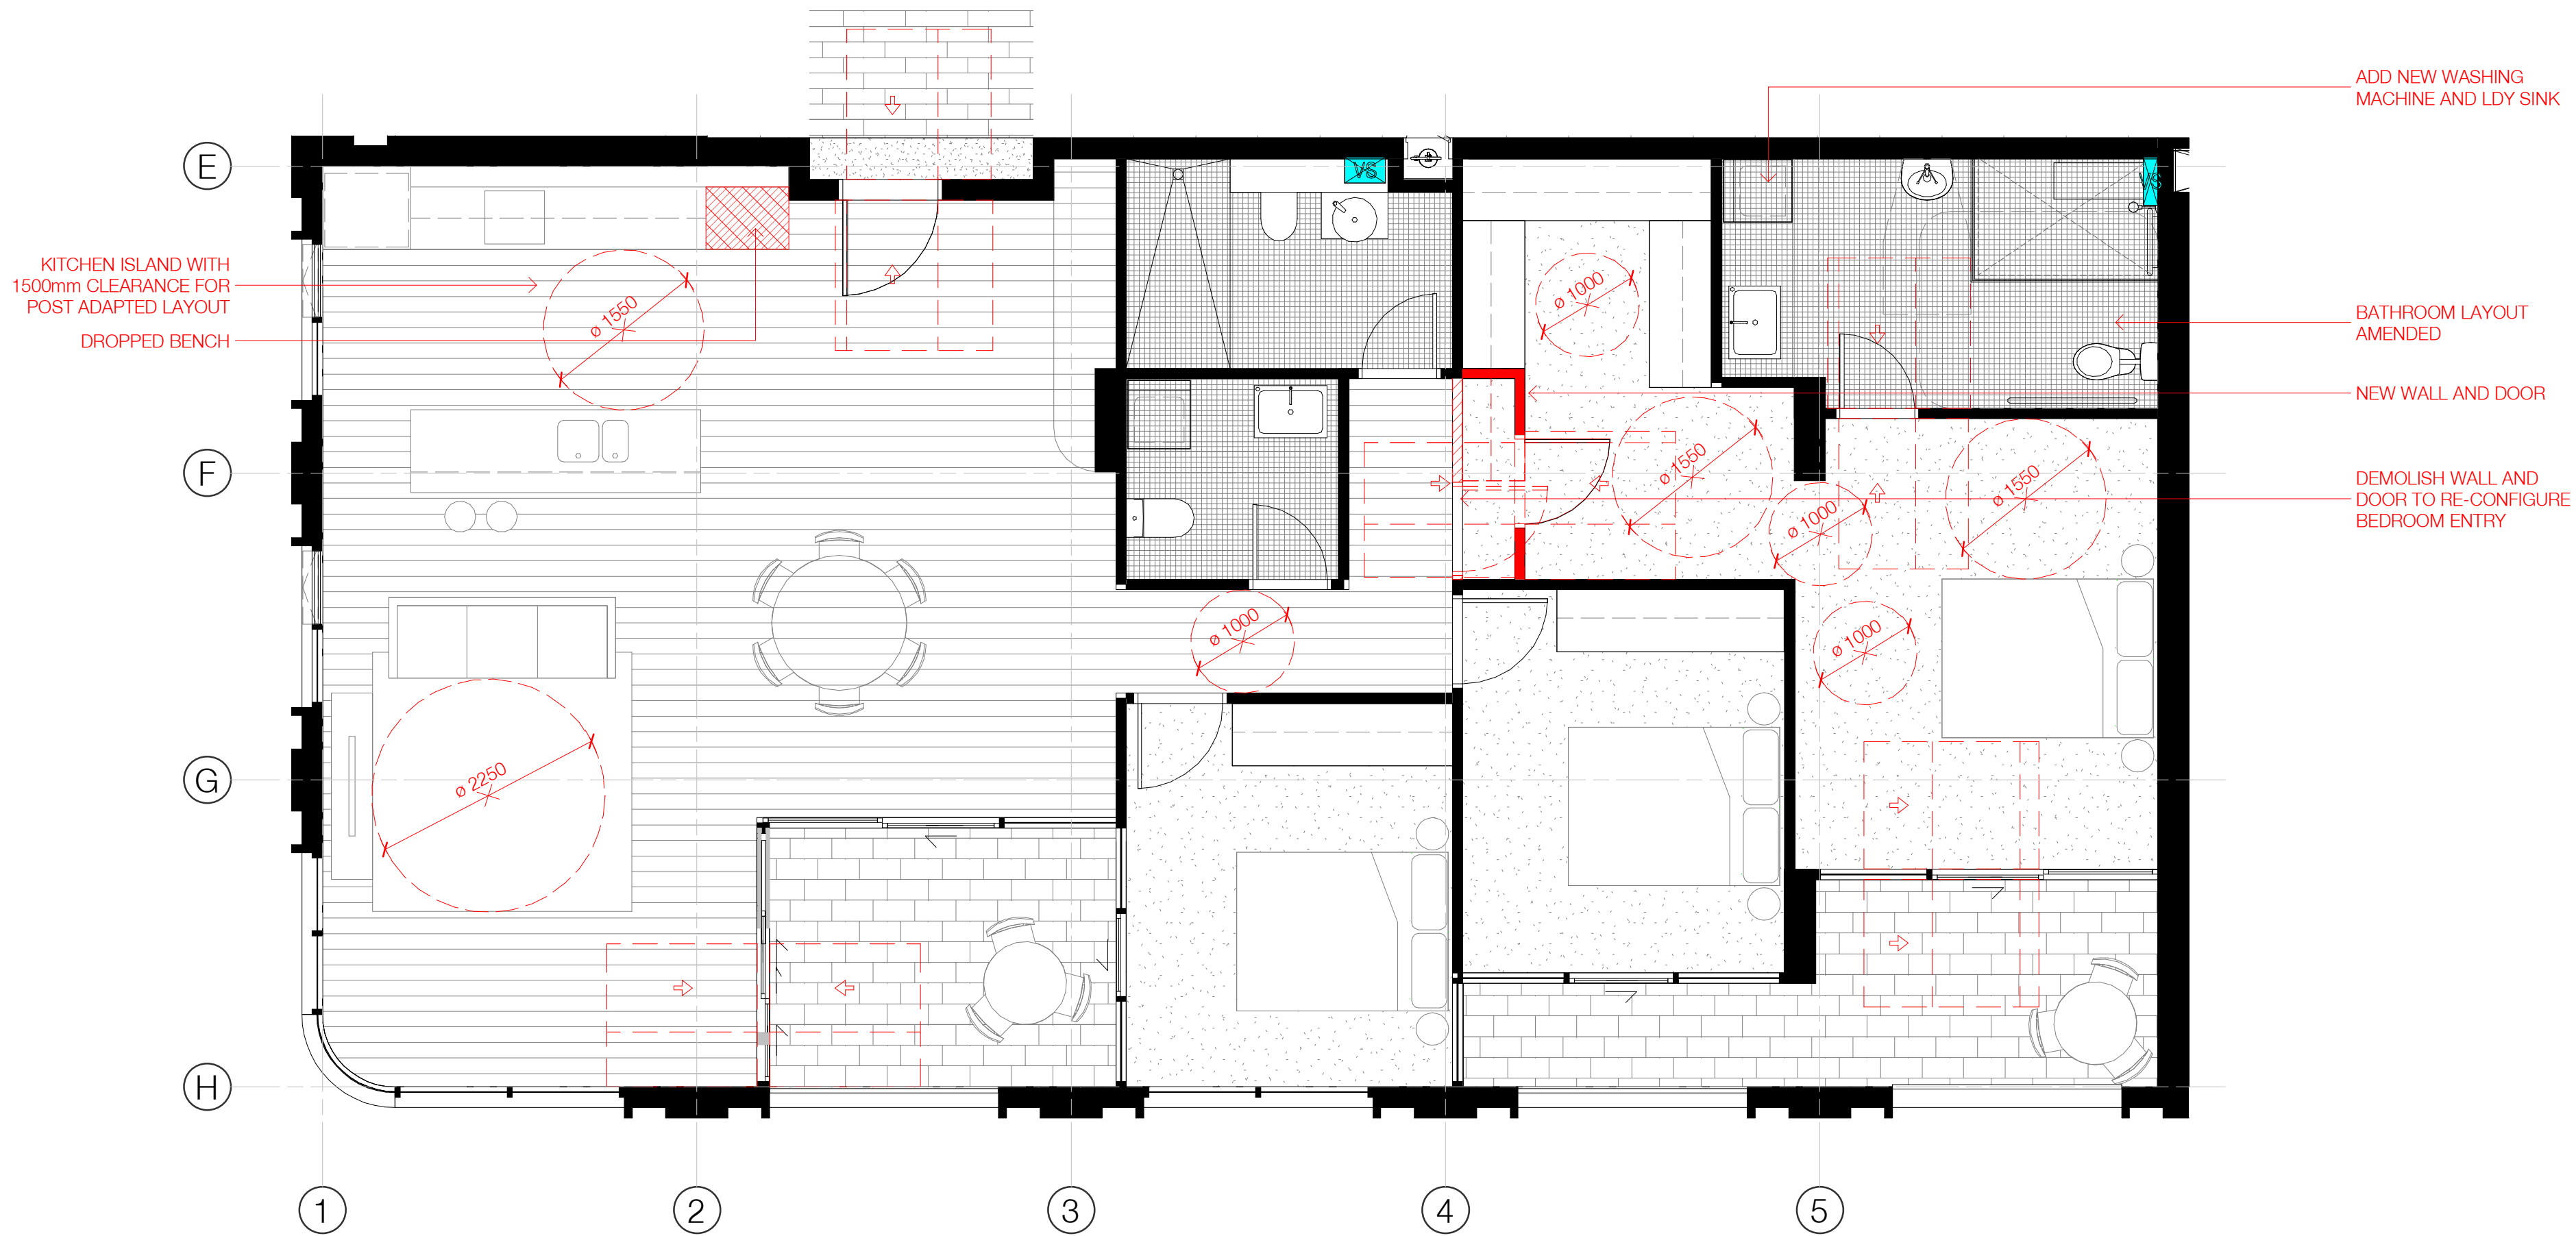 ADD NEW WASHING
MACHINE AND LDY SINK
E
VS
VS
KITCHEN ISLAND WITH
1500mm CLEARANCE FOR
POST ADAPTED LAYOUT
DROPPED BENCH
ø 1550
ø 1000
BATHROOM LAYOUT
AMENDED
NEW WALL AND DOOR
F
ø 1550
ø 1000
ø 1550
DEMOLISH WALL AND
DOOR TO RE-CONFIGURE
BEDROOM ENTRY
ø 1000
ø 1000
G
ø 2250
H
1
2
3
4
5